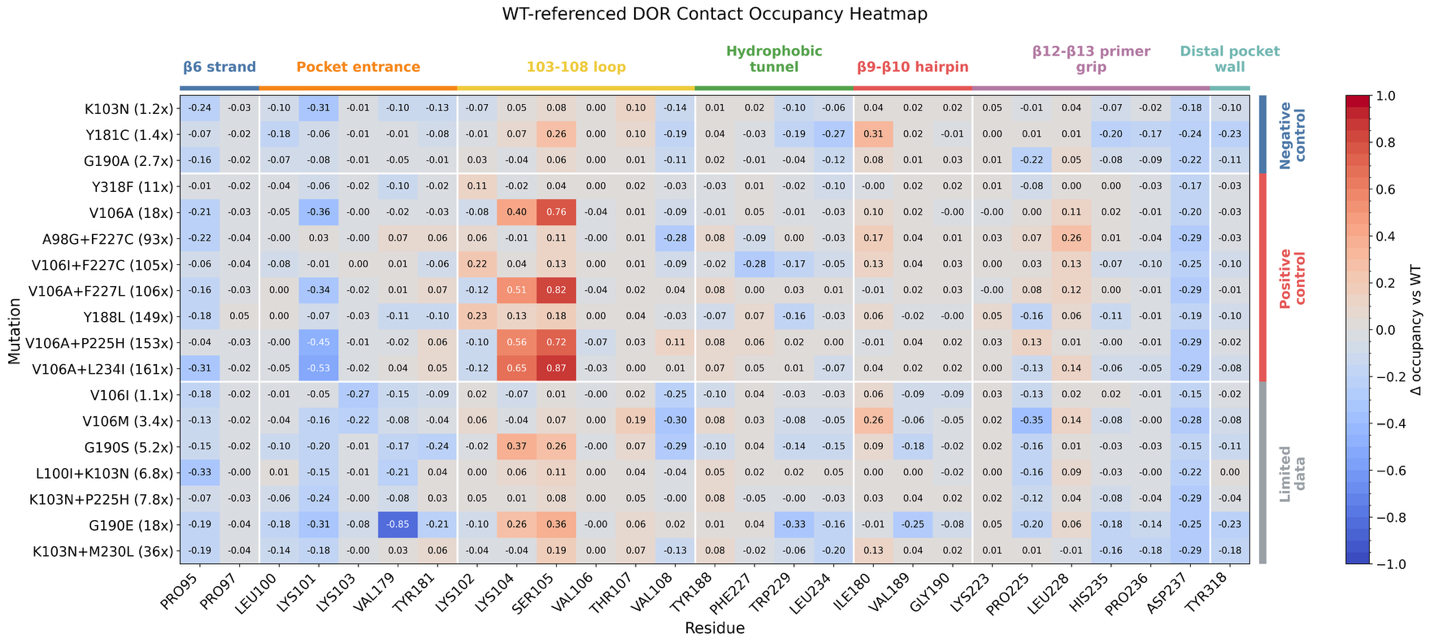 WT-referenced DOR Contact Occupancy Heatmap
β6 strand
Pocket entrance
103-108 loop
Hydrophobic
tunnel
β9-β10 hairpin
β12-β13 primer
grip
Distal pocket
wall
K103N (1.2x) -0.24 -0.03 -0.10 -0.31 -0.01 -0.10 -0.13 -0.07 0.05 0.08 0.00 0.10 -0.14 0.01 0.02 -0.10 -0.06 0.04 0.02 0.02 0.05 -0.01 0.04 -0.07 -0.02 -0.18 -0.10
Y181C (1.4x) -0.07 -0.02 -0.18 -0.06 -0.01 -0.01 -0.18 -0.01 0.07 0.26 0.00 0.10 -0.19 0.04 -0.03 -0.19 -0.27 0.31 0.02 -0.01 0.00 0.01 0.01 -0.20 -0.17 -0.24 -0.23
G190A (2.7x) -0.16 -0.02 -0.07 -0.08 -0.01 -0.05 -0.01 0.03 -0.04 0.06 0.00 0.01 -0.11 0.02 -0.01 -0.04 -0.12 0.08 0.01 0.03 0.01 -0.22 0.05 -0.08 -0.09 -0.22 -0.11
Y318F (11x) -0.01 -0.02 -0.04 -0.06 -0.02 -0.10 -0.02 0.11 -0.02 0.04 0.00 0.02 -0.03 -0.03 0.01 -0.02 -0.10 -0.00 0.02 0.02 0.01 -0.08 0.00 0.00 -0.03 -0.17 -0.03
V106A (18x) -0.21 -0.03 -0.05 -0.36 -0.00 -0.02 -0.03 -0.08 0.40 0.76 -0.04 0.01 -0.09 -0.01 0.05 -0.01 -0.03 0.10 0.02 -0.00 -0.00 0.00 0.11 0.02 -0.01 -0.20 -0.03
A98G+F227C (93x) -0.22 -0.04 -0.00 0.03 -0.00 0.07 0.06 0.06 -0.01 0.11 -0.00 0.01 -0.28 0.08 -0.09 0.00 -0.03 0.17 0.04 0.01 0.03 0.07 0.26 0.01 -0.04 -0.29 -0.03
V106I+F227C (105x) -0.06 -0.04 -0.08 -0.01 0.00 0.01 -0.06 0.22 0.04 0.13 -0.00 0.01 -0.09 -0.02 -0.28 -0.17 -0.05 0.13 0.04 0.03 0.00 0.03 0.13 -0.07 -0.10 -0.25 -0.10
V106A+F227L (106x) -0.16 -0.03 0.00 -0.34 -0.02 0.01 0.07 -0.12 0.51 0.82 -0.04 0.02 0.04 0.08 0.00 0.03 0.01 -0.01 0.02 -0.01 -0.00 0.08 0.12 0.00 -0.01 -0.29 -0.01
Y188L (149x) -0.18 0.05 0.00 -0.07 -0.03 -0.11 -0.10 0.23 0.13 0.18 0.00 0.04 -0.03 -0.07 0.07 -0.16 -0.03 0.06 -0.02 -0.00 0.05 -0.16 0.06 -0.11 -0.03 -0.19 -0.10
V106A+P225H (153x) -0.04 -0.03 -0.00 -0.45 -0.01 -0.02 0.06 -0.10 0.56 0.72 -0.07 0.03 0.11 0.08 0.06 0.02 0.00 -0.04 0.02 -0.01 0.01 0.13 0.01 -0.00 -0.01 -0.29 -0.02
V106A+L234I (161x) -0.31 -0.03 -0.02 -0.53 -0.02 0.04 0.05 -0.12 0.65 0.87 -0.03 0.00 -0.02 0.07 0.05 0.01 -0.07 0.05 0.02 0.01 0.00 -0.13 0.14 -0.06 -0.05 -0.29 -0.08
V106I (1.1x) -0.18 -0.02 -0.01 -0.03 -0.27 -0.15 -0.09 0.02 -0.07 0.01 -0.00 -0.02 -0.25 -0.10 0.04 -0.03 -0.03 0.06 -0.09 -0.09 0.01 -0.13 0.02 0.02 -0.01 -0.15 -0.02
V106M (3.4x) -0.13 -0.02 -0.04 -0.16 -0.22 -0.08 -0.04 0.06 -0.04 0.07 0.00 0.19 -0.30 0.08 0.03 -0.08 -0.05 0.26 -0.06 -0.05 0.02 -0.35 0.14 -0.08 -0.07 -0.28 -0.08
G190S (5.2x) -0.15 -0.02 -0.10 -0.20 -0.01 -0.17 -0.24 -0.02 0.37 0.26 -0.00 0.07 -0.29 -0.10 0.04 -0.14 -0.15 0.09 -0.18 -0.02 0.02 -0.16 0.01 -0.03 -0.03 -0.15 -0.11
L100I+K103N (6.8x) -0.33 -0.00 0.01 -0.15 -0.01 -0.21 0.04 0.00 0.06 0.11 0.00 -0.00 -0.04 0.05 0.02 0.02 0.05 0.00 0.00 -0.02 0.00 -0.16 0.09 -0.03 -0.03 -0.22 0.00
K103N+P225H (7.8x) -0.07 -0.03 -0.06 -0.24 -0.00 -0.08 0.03 0.01 0.08 0.08 0.00 0.05 -0.00 0.08 -0.05 -0.00 -0.03 0.03 0.04 0.02 0.02 -0.12 -0.04 -0.07 -0.03 -0.29 -0.04
G190E (18x) -0.19 -0.04 -0.18 -0.31 -0.08 -0.85 -0.21 -0.10 0.26 0.36 -0.00 0.06 0.02 0.01 0.04 -0.33 -0.16 -0.01 -0.25 -0.08 0.05 -0.20 0.06 -0.18 -0.14 -0.25 -0.23
K103N+M230L (36x) -0.19 -0.04 -0.14 -0.18 -0.00 0.03 0.06 -0.04 -0.04 0.19 0.00 0.07 -0.13 0.08 -0.02 -0.06 -0.20 0.13 0.04 0.02 0.01 0.01 -0.01 -0.16 -0.18 -0.29 -0.18
PRO95 PRO97 LEU100 LYS101 LYS103 VAL179 TYR181 LYS102 LYS104 SER105 VAL106 THR107 VAL108 TYR188 PHE227 TRP229 LEU234 ILE180 VAL189 GLY190 LYS223 PRO225 LEU228 HIS235 PRO236 ASP237 TYR318
Residue
Mutation
Negative
control
Positive
control
Limited
data
1.0
0.8
0.6
0.4
0.2
0.0
−0.2
−0.4
−0.6
−0.8
−1.0
Δ occupancy vs WT